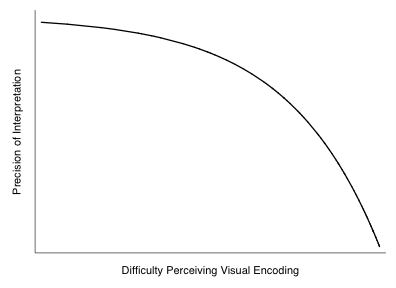 Precision of Interpretation
Difficulty Perceiving Visual Encoding